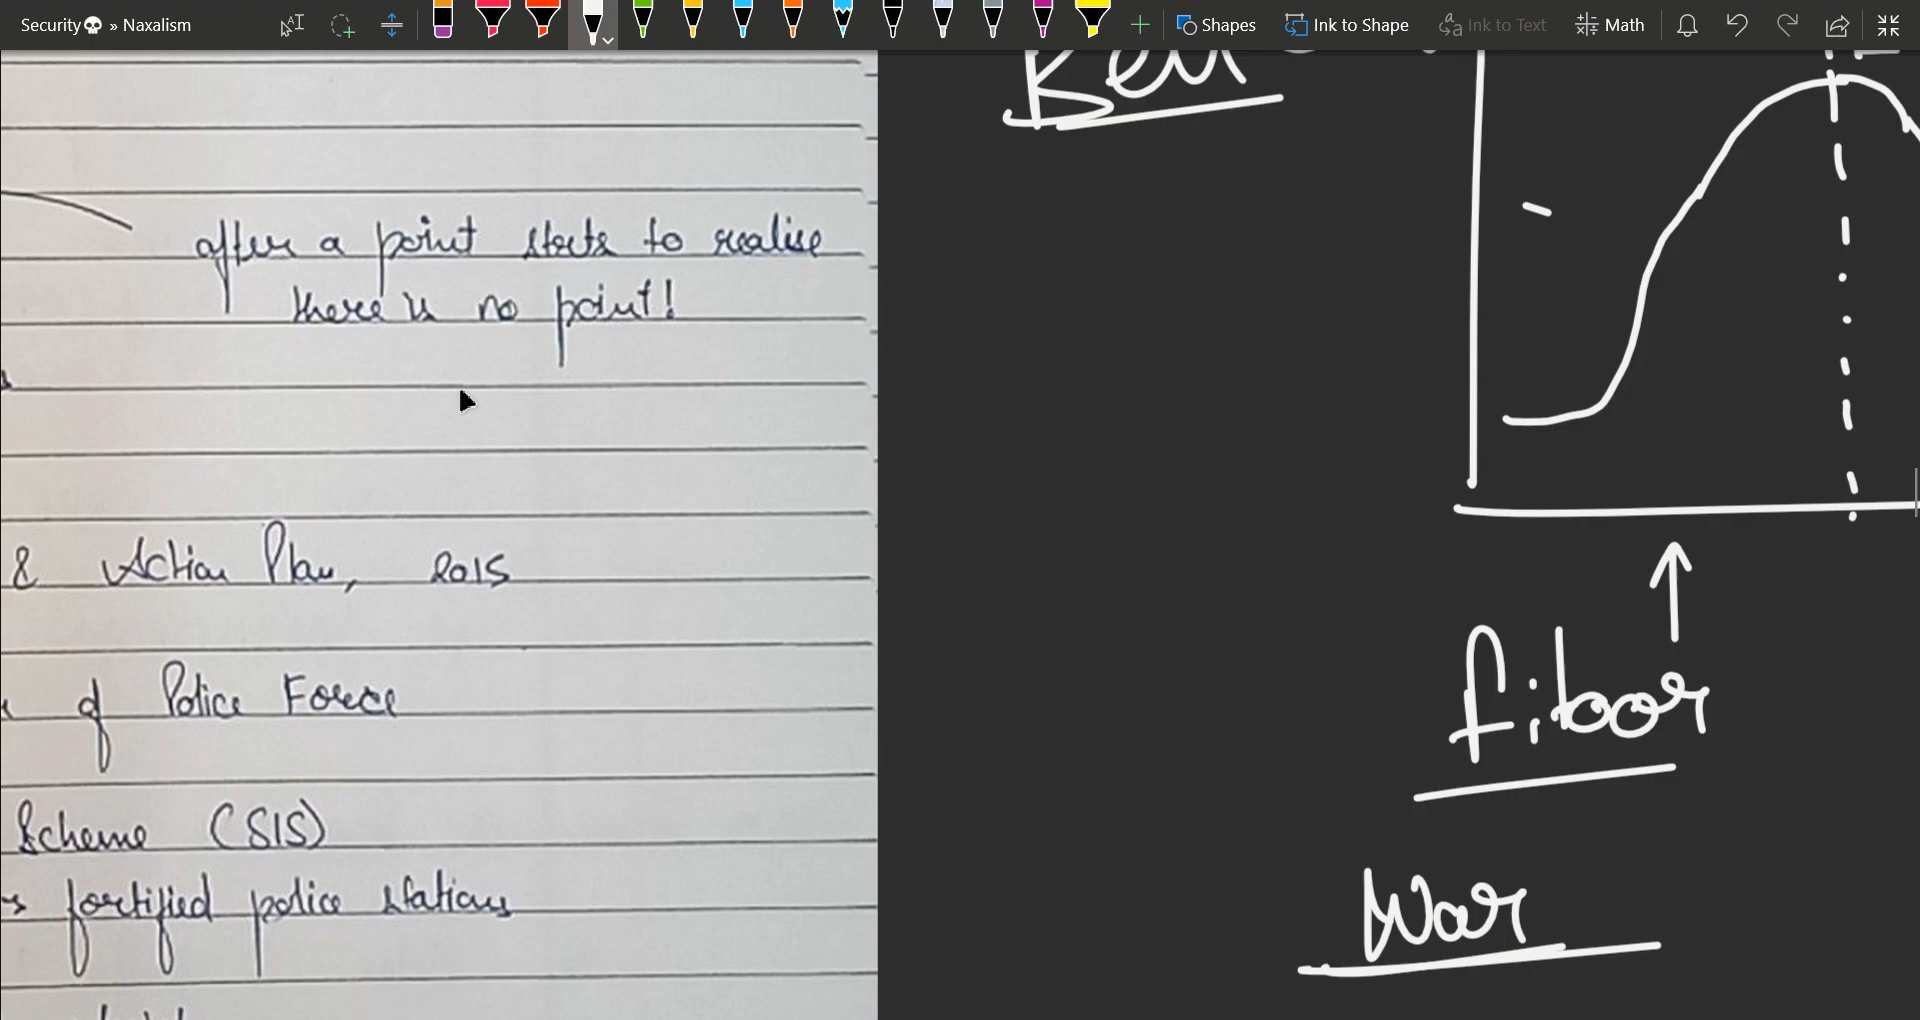 Security💀 » Naxalism
Shapes
Ink to Shape
Ink to Text
Math
after a point starts to realise
there is no point!
& Action Plan, 2015
of Police Force
Scheme (SIS)
→ fortified police stations
War